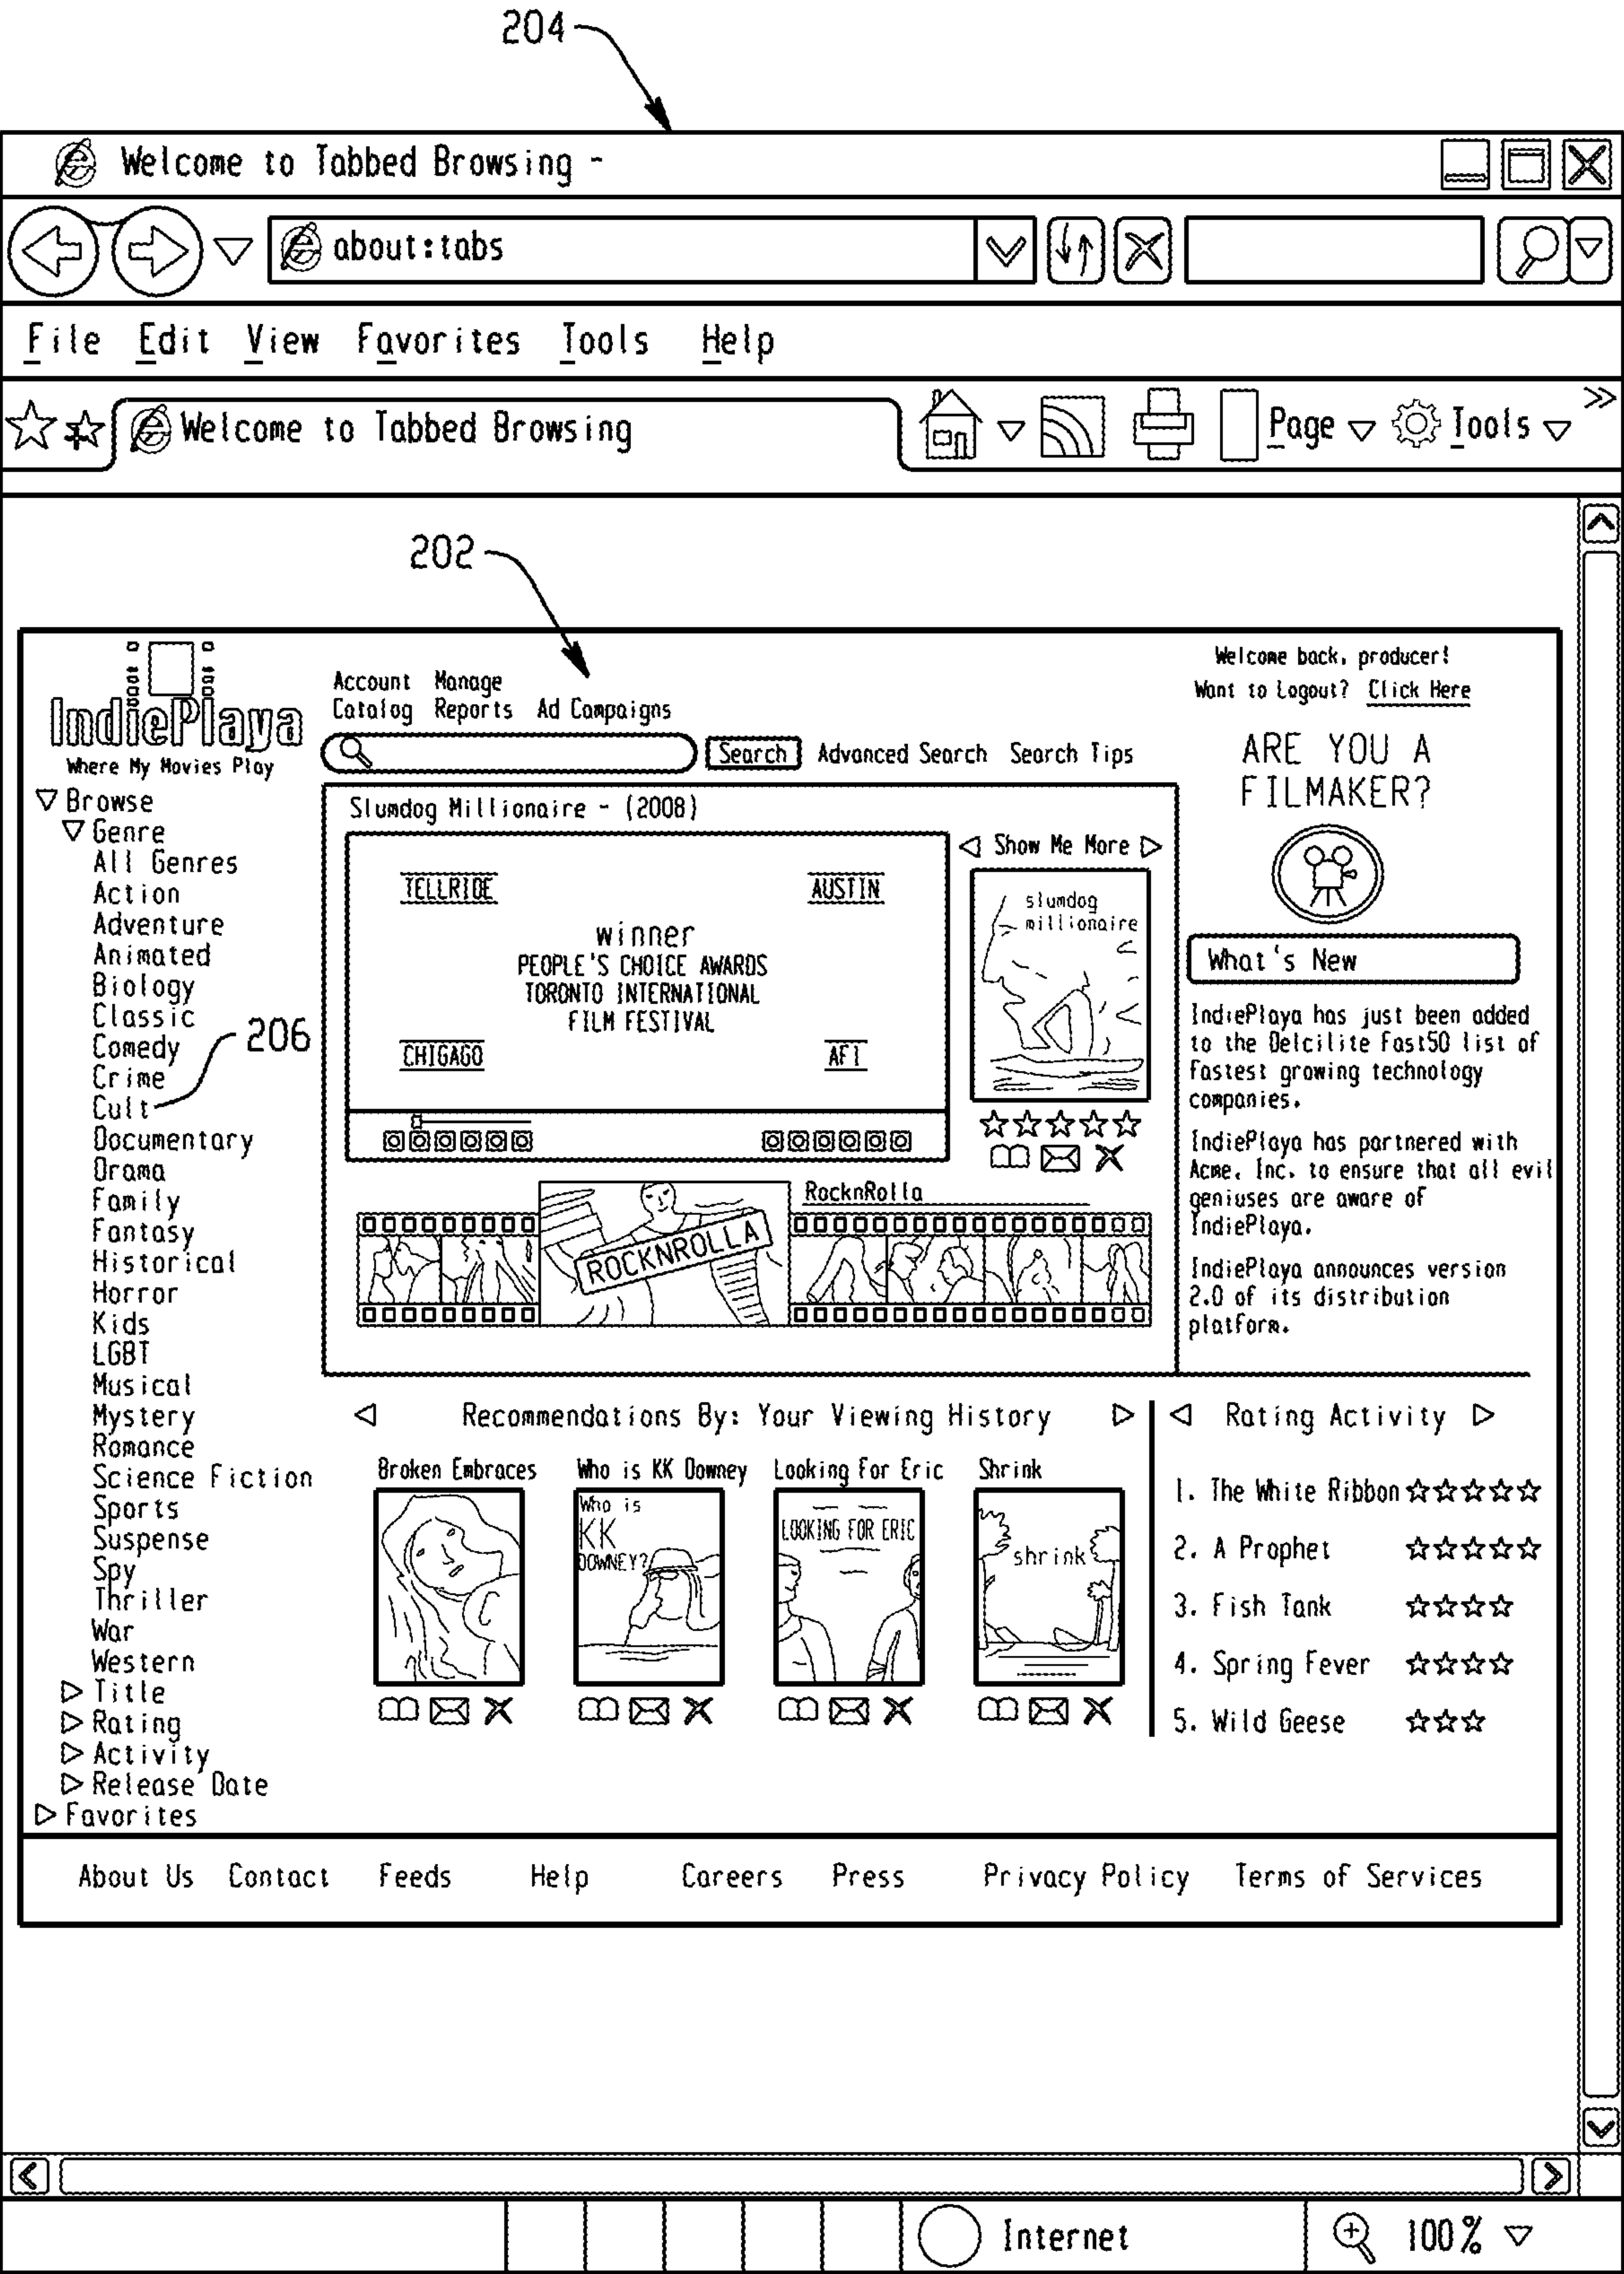 204
Welcome to Tabbed Browsing -
about:tabs
File Edit View Favorites Tools Help
Welcome to Tabbed Browsing
Page Tools
202
IndiePlaya
Where My Movies Play
Account Manage
Catalog Reports Ad Campaigns
Search Advanced Search Search Tips
Welcome back, producer!
Want to Logout? Click Here
ARE YOU A
FILMAKER?
Browse
Genre
All Genres
Action
Adventure
Animated
Biology
Classic
Comedy
Crime
Cult
206
Documentary
Drama
Family
Fantasy
Historical
Horror
Kids
LGBT
Musical
Mystery
Romance
Science Fiction
Sports
Suspense
Spy
Thriller
War
Western
Title
Rating
Activity
Release Date
Favorites
Slumdog Millionaire - (2008)
TELLRIDE AUSTIN
winner
PEOPLE'S CHOICE AWARDS
TORONTO INTERNATIONAL
FILM FESTIVAL
CHIGAGO AFI
Show Me More
slumdog
millionaire
RocknRolla
ROCKNROLLA
What's New
IndiePlaya has just been added
to the Delcilite Fast50 list of
fastest growing technology
companies.
IndiePlaya has partnered with
Acme, Inc. to ensure that all evil
geniuses are aware of
IndiePlaya.
IndiePlaya announces version
2.0 of its distribution
platform.
Recommendations By: Your Viewing History
Broken Embraces Who is KK Downey Looking For Eric Shrink
Who is
KK
DOWNEY?
LOOKING FOR ERIC
shrink
Rating Activity
1. The White Ribbon
2. A Prophet
3. Fish Tank
4. Spring Fever
5. Wild Geese
About Us Contact Feeds Help Careers Press Privacy Policy Terms of Services
Internet 100%